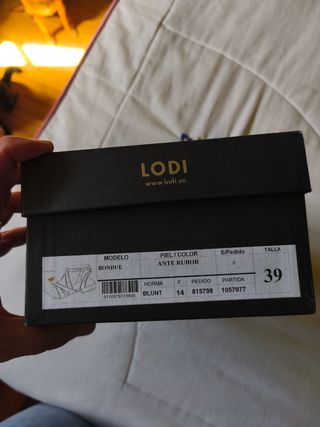 LODI
www.lodi.es
MODELO PIEL / COLOR S/Pedido TALLA
BONDUE ANTE RUBOR 39
HORMA F PEDIDO PARTIDA
BLUNT 14 815798 1057977